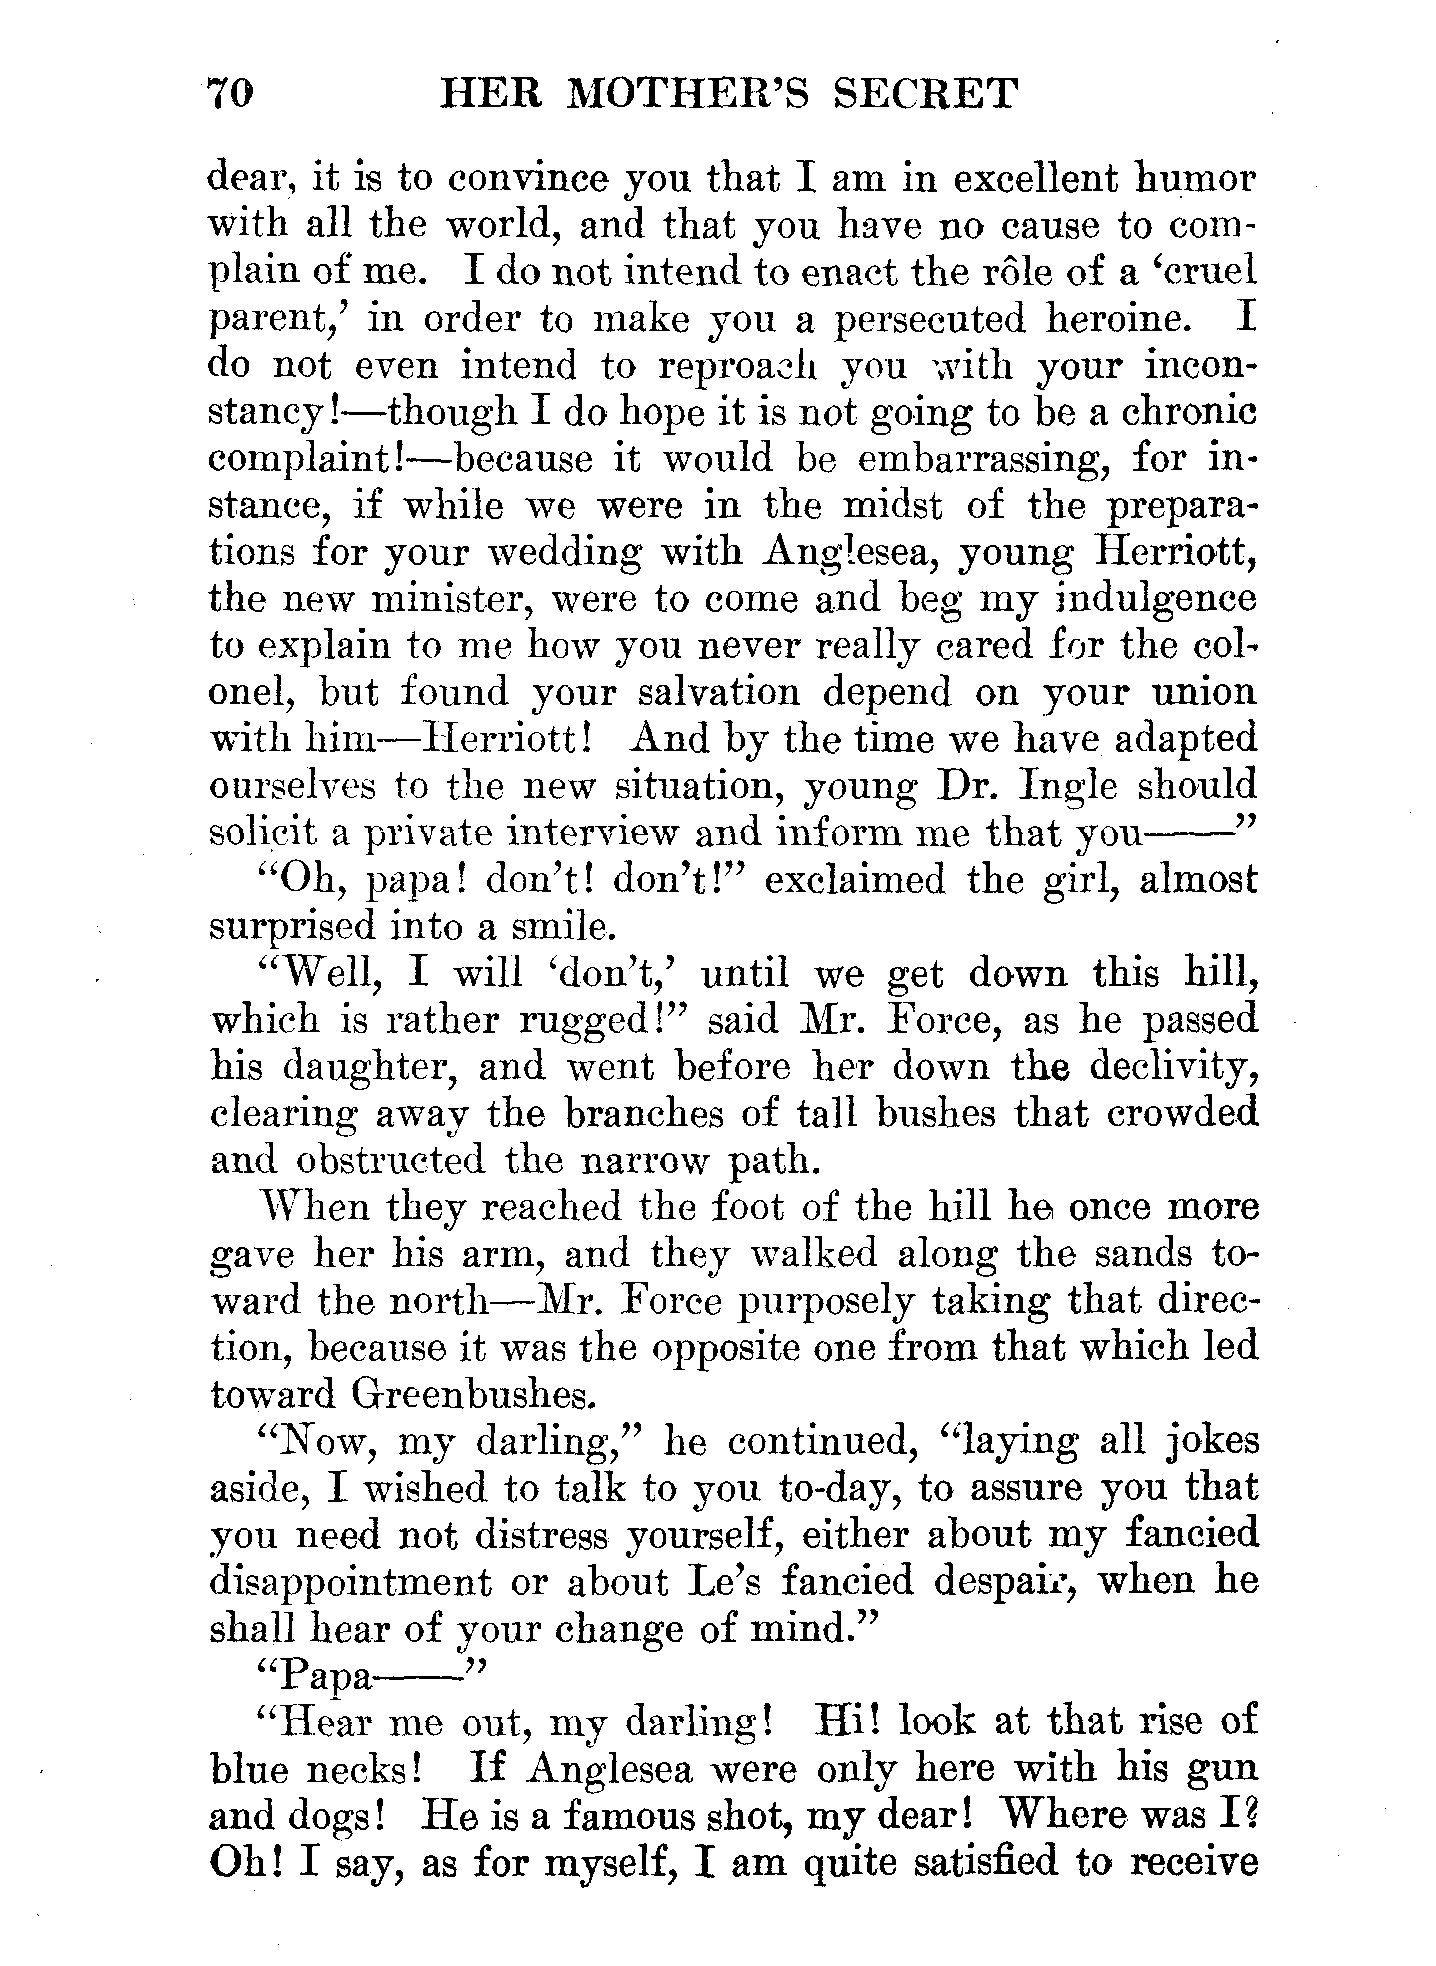 70 HER MOTHER'S SECRET
dear, it is to convince you that I am in excellent humor
with all the world, and that you have no cause to com-
plain of me. I do not intend to enact the rôle of a 'cruel
parent,' in order to make you a persecuted heroine. I
do not even intend to reproach you with your incon-
stancy!—though I do hope it is not going to be a chronic
complaint!—because it would be embarrassing, for in-
stance, if while we were in the midst of the prepara-
tions for your wedding with Anglesea, young Herriott,
the new minister, were to come and beg my indulgence
to explain to me how you never really cared for the col-
onel, but found your salvation depend on your union
with him—Herriott! And by the time we have adapted
ourselves to the new situation, young Dr. Ingle should
solicit a private interview and inform me that you——"
"Oh, papa! don't! don't!" exclaimed the girl, almost
surprised into a smile.
"Well, I will 'don't,' until we get down this hill,
which is rather rugged!" said Mr. Force, as he passed
his daughter, and went before her down the declivity,
clearing away the branches of tall bushes that crowded
and obstructed the narrow path.
When they reached the foot of the hill he once more
gave her his arm, and they walked along the sands to-
ward the north—Mr. Force purposely taking that direc-
tion, because it was the opposite one from that which led
toward Greenbushes.
"Now, my darling," he continued, "laying all jokes
aside, I wished to talk to you to-day, to assure you that
you need not distress yourself, either about my fancied
disappointment or about Le's fancied despair, when he
shall hear of your change of mind."
"Papa——"
"Hear me out, my darling! Hi! look at that rise of
blue necks! If Anglesea were only here with his gun
and dogs! He is a famous shot, my dear! Where was I?
Oh! I say, as for myself, I am quite satisfied to receive